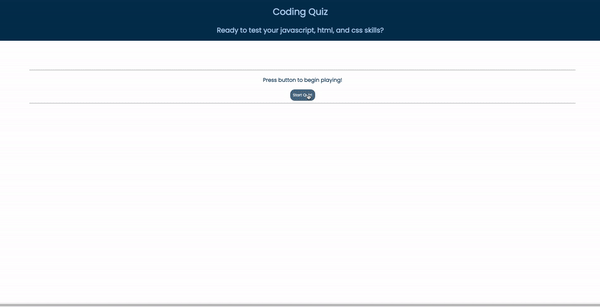 Coding Quiz
Ready to test your javascript, html, and css skills?
Press button to begin playing!
Start Quiz